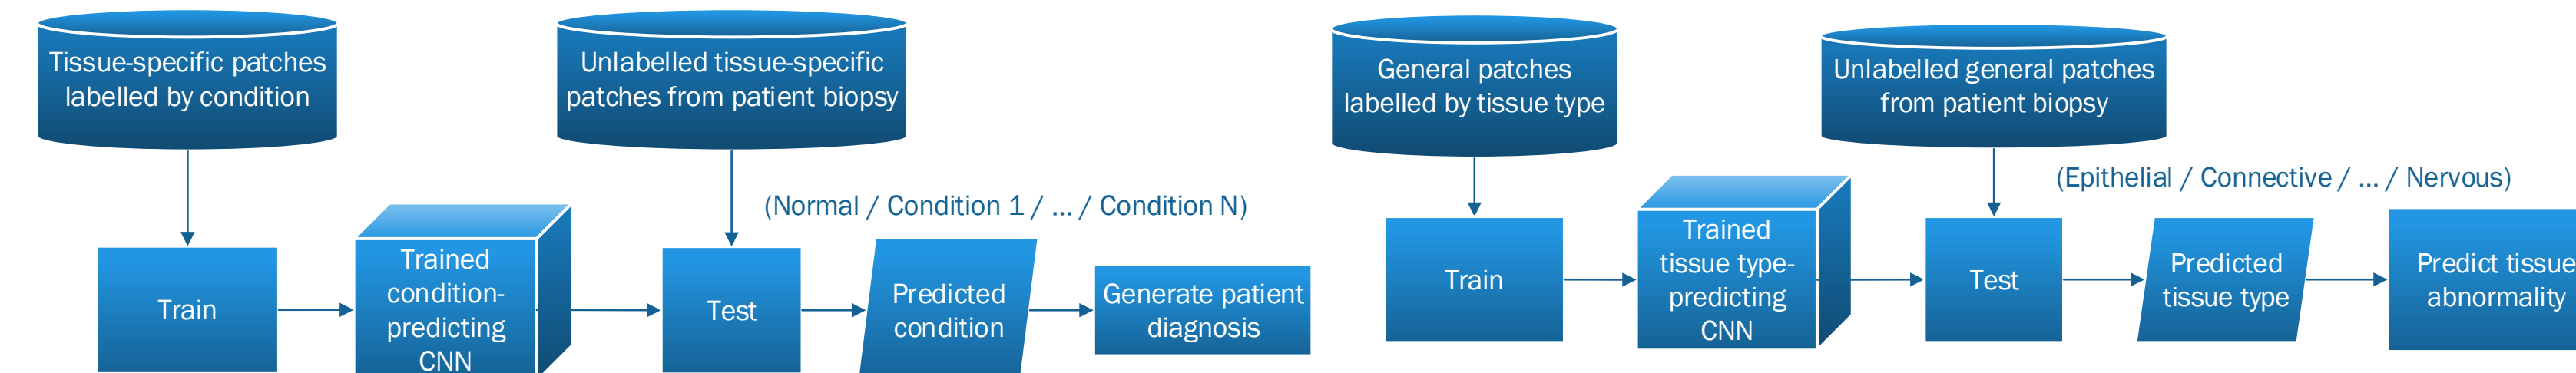 Tissue-specific patches
labelled by condition
Unlabelled tissue-specific
patches from patient biopsy
(Normal / Condition 1 / ... / Condition N)
Train
Trained
condition-
predicting
CNN
Test
Predicted
condition
Generate patient
diagnosis
General patches
labelled by tissue type
Unlabelled general patches
from patient biopsy
(Epithelial / Connective / ... / Nervous)
Train
Trained
tissue type-
predicting
CNN
Test
Predicted
tissue type
Predict tissue
abnormality